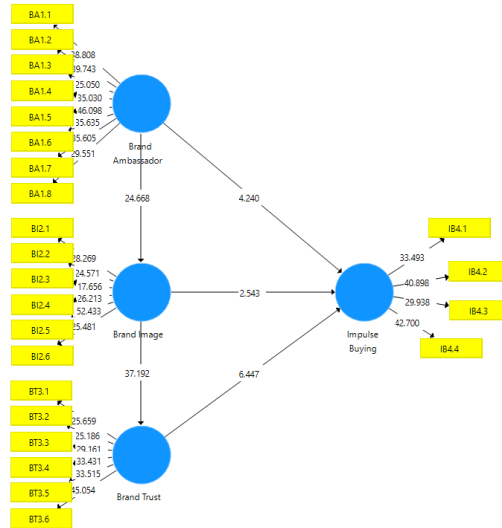 BA1.1
BA1.2
BA1.3
BA1.4
BA1.5
BA1.6
BA1.7
BA1.8
39.743
25.050
35.030
46.098
35.635
29.551
Brand
Ambassador
24.668
4.240
BI2.1
BI2.2
BI2.3
BI2.4
BI2.5
BI2.6
28.269
24.571
17.656
26.213
52.433
25.481
Brand Image
2.543
37.192
6.447
Impulse
Buying
33.493
40.898
29.938
42.700
IB4.1
IB4.2
IB4.3
IB4.4
BT3.1
BT3.2
BT3.3
BT3.4
BT3.5
BT3.6
25.659
25.186
29.161
33.431
33.515
45.054
Brand Trust